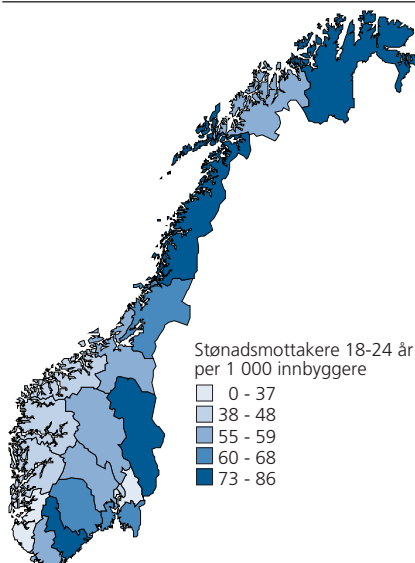 Stønadsmottakere 18-24 år
per 1 000 innbyggere
0 - 37
38 - 48
55 - 59
60 - 68
73 - 86